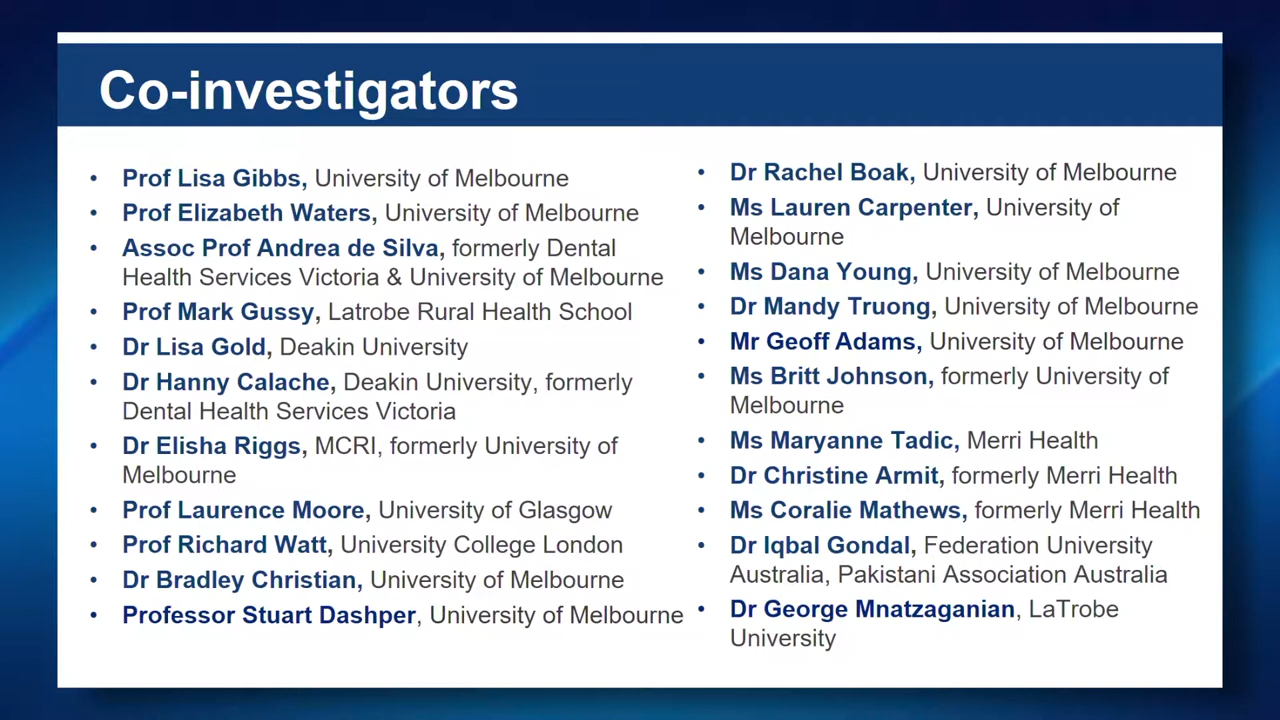 Co-investigators
• Prof Lisa Gibbs, University of Melbourne
• Prof Elizabeth Waters, University of Melbourne
• Assoc Prof Andrea de Silva, formerly Dental
Health Services Victoria & University of Melbourne
• Prof Mark Gussy, Latrobe Rural Health School
• Dr Lisa Gold, Deakin University
• Dr Hanny Calache, Deakin University, formerly
Dental Health Services Victoria
• Dr Elisha Riggs, MCRI, formerly University of
Melbourne
• Prof Laurence Moore, University of Glasgow
• Prof Richard Watt, University College London
• Dr Bradley Christian, University of Melbourne
• Professor Stuart Dashper, University of Melbourne
• Dr Rachel Boak, University of Melbourne
• Ms Lauren Carpenter, University of
Melbourne
• Ms Dana Young, University of Melbourne
• Dr Mandy Truong, University of Melbourne
• Mr Geoff Adams, University of Melbourne
• Ms Britt Johnson, formerly University of
Melbourne
• Ms Maryanne Tadic, Merri Health
• Dr Christine Armit, formerly Merri Health
• Ms Coralie Mathews, formerly Merri Health
• Dr Iqbal Gondal, Federation University
Australia, Pakistani Association Australia
• Dr George Mnatzaganian, LaTrobe
University